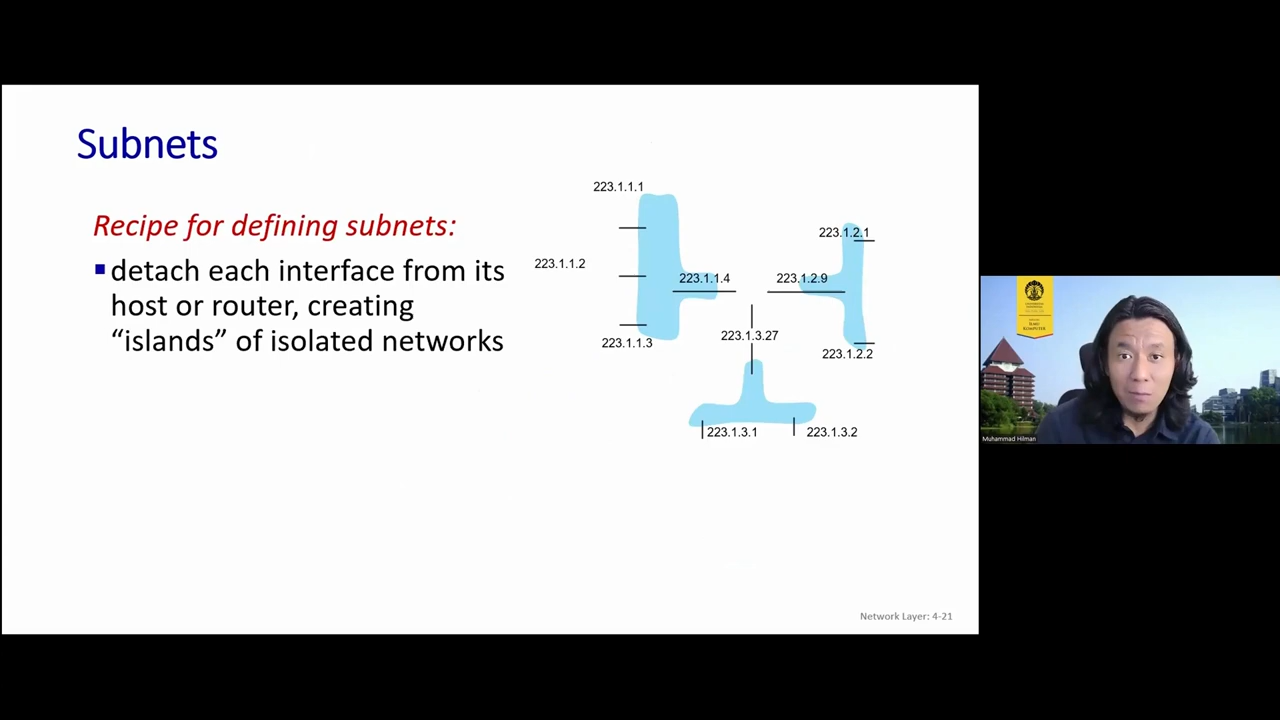 Subnets
Recipe for defining subnets:
detach each interface from its
host or router, creating
“islands” of isolated networks
223.1.1.1
223.1.1.2
223.1.1.3
223.1.1.4
223.1.2.9
223.1.2.1
223.1.2.2
223.1.3.27
223.1.3.1
223.1.3.2
Network Layer: 4-21
Muhammad Hilman